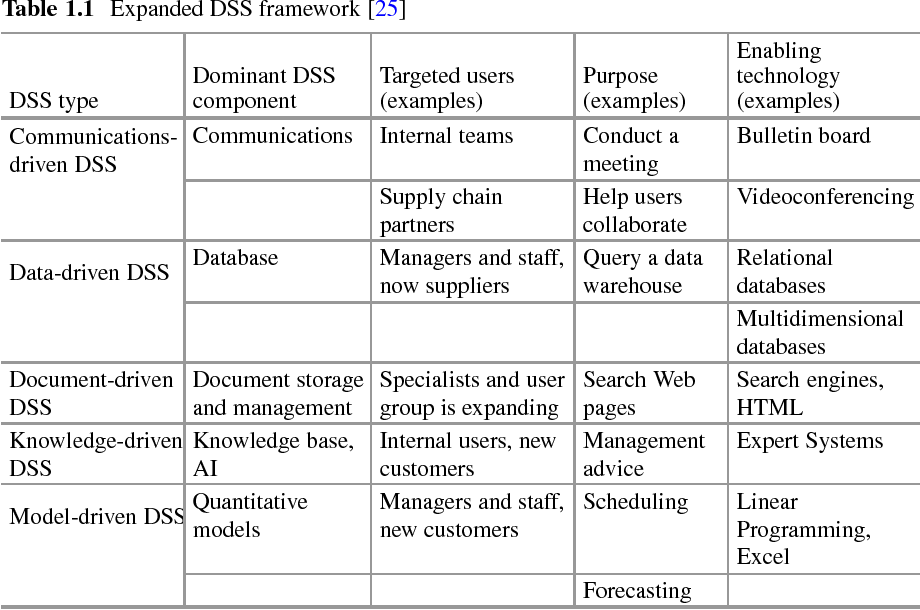 Table 1.1 Expanded DSS framework [25]
DSS type
Dominant DSS
component
Targeted users
(examples)
Purpose
(examples)
Enabling
technology
(examples)
Communications-
driven DSS
Communications
Internal teams
Conduct a
meeting
Bulletin board
Supply chain
partners
Help users
collaborate
Videoconferencing
Data-driven DSS
Database
Managers and staff,
now suppliers
Query a data
warehouse
Relational
databases
Multidimensional
databases
Document-driven
DSS
Document storage
and management
Specialists and user
group is expanding
Search Web
pages
Search engines,
HTML
Knowledge-driven
DSS
Knowledge base,
AI
Internal users, new
customers
Management
advice
Expert Systems
Model-driven DSS
Quantitative
models
Managers and staff,
new customers
Scheduling
Linear
Programming,
Excel
Forecasting